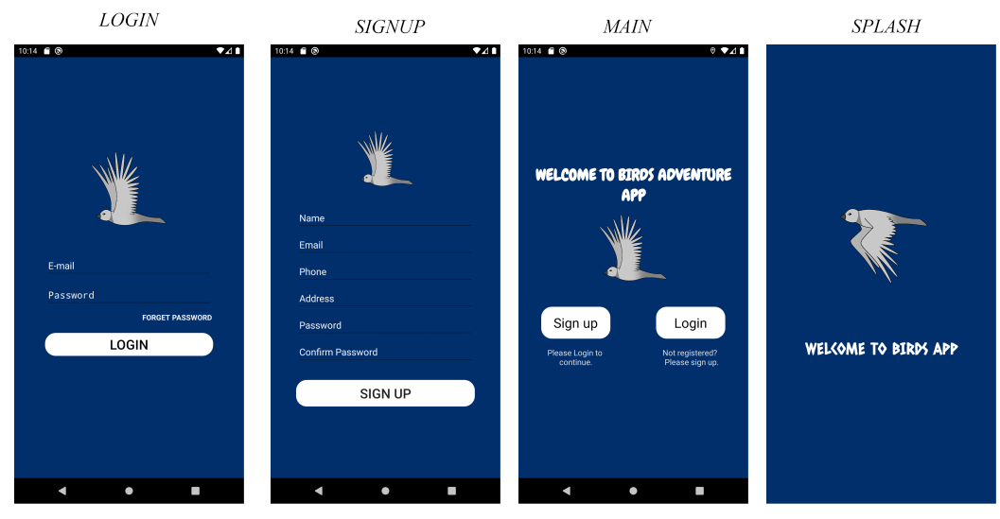 LOGIN
10:14
E-mail
Password
FORGET PASSWORD
LOGIN
SIGNUP
10:14
Name
Email
Phone
Address
Password
Confirm Password
SIGN UP
MAIN
10:14
WELCOME TO BIRDS ADVENTURE
APP
Sign up
Login
Please Login to
continue.
Not registered?
Please sign up.
SPLASH
WELCOME TO BIRDS APP